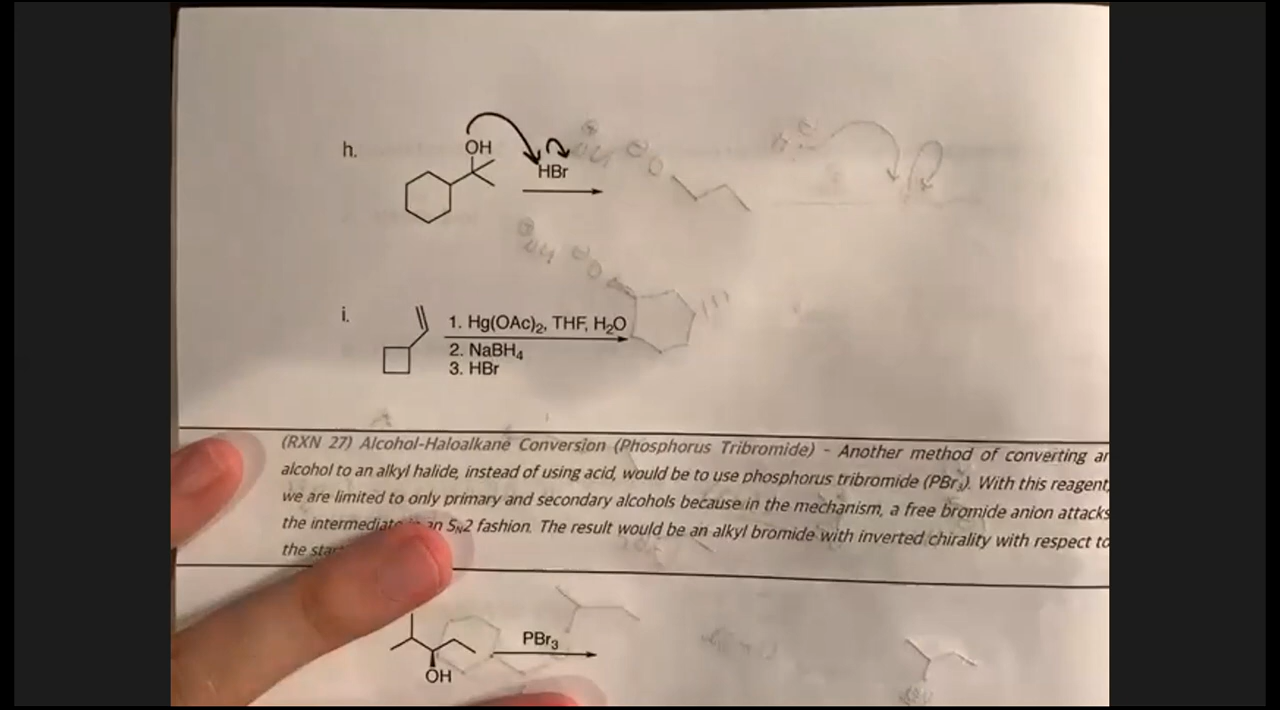 h.
OH
HBr
i.
1. Hg(OAc)2, THF, H2O
2. NaBH4
3. HBr
(RXN 27) Alcohol-Haloalkane Conversion (Phosphorus Tribromide) - Another method of converting an
alcohol to an alkyl halide, instead of using acid, would be to use phosphorus tribromide (PBr3). With this reagent,
we are limited to only primary and secondary alcohols because in the mechanism, a free bromide anion attacks
the intermediate in an SN2 fashion. The result would be an alkyl bromide with inverted chirality with respect to
the
PBr3
OH